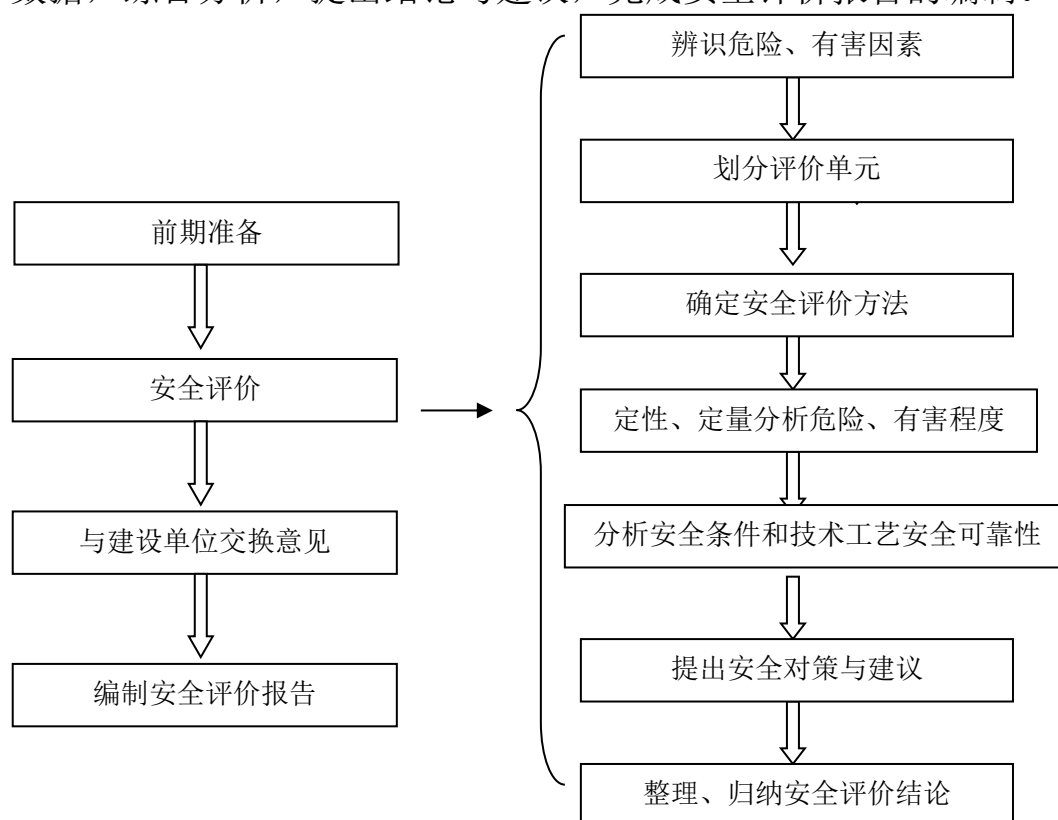 数据，综合分析，提出结论与建议，完成安全评价报告的编制。
辨识危险、有害因素
划分评价单元
前期准备
确定安全评价方法
安全评价
定性、定量分析危险、有害程度
与建设单位交换意见
分析安全条件和技术工艺安全可靠性
提出安全对策与建议
编制安全评价报告
整理、归纳安全评价结论